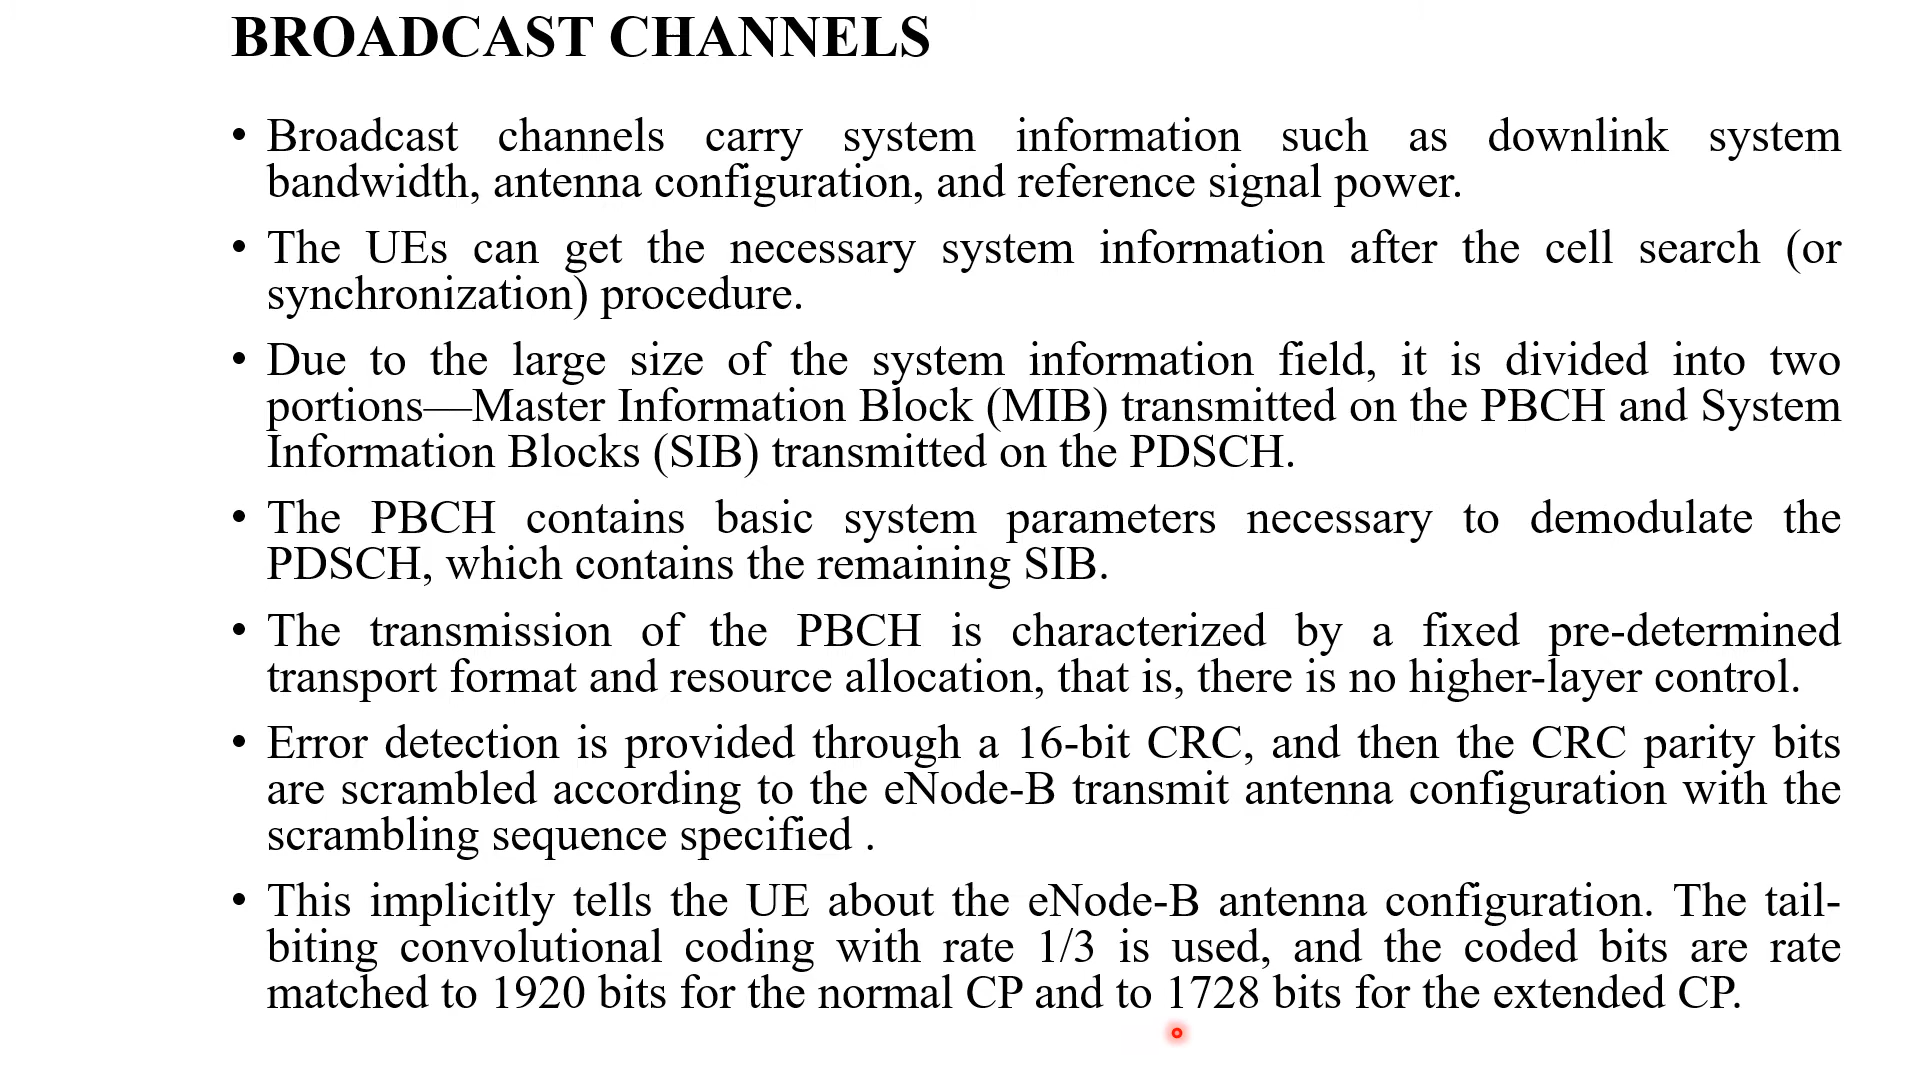 BROADCAST CHANNELS
• Broadcast channels carry system information such as downlink system
bandwidth, antenna configuration, and reference signal power.
• The UEs can get the necessary system information after the cell search (or
synchronization) procedure.
• Due to the large size of the system information field, it is divided into two
portions—Master Information Block (MIB) transmitted on the PBCH and System
Information Blocks (SIB) transmitted on the PDSCH.
• The PBCH contains basic system parameters necessary to demodulate the
PDSCH, which contains the remaining SIB.
• The transmission of the PBCH is characterized by a fixed pre-determined
transport format and resource allocation, that is, there is no higher-layer control.
• Error detection is provided through a 16-bit CRC, and then the CRC parity bits
are scrambled according to the eNode-B transmit antenna configuration with the
scrambling sequence specified .
• This implicitly tells the UE about the eNode-B antenna configuration. The tail-
biting convolutional coding with rate 1/3 is used, and the coded bits are rate
matched to 1920 bits for the normal CP and to 1728 bits for the extended CP.